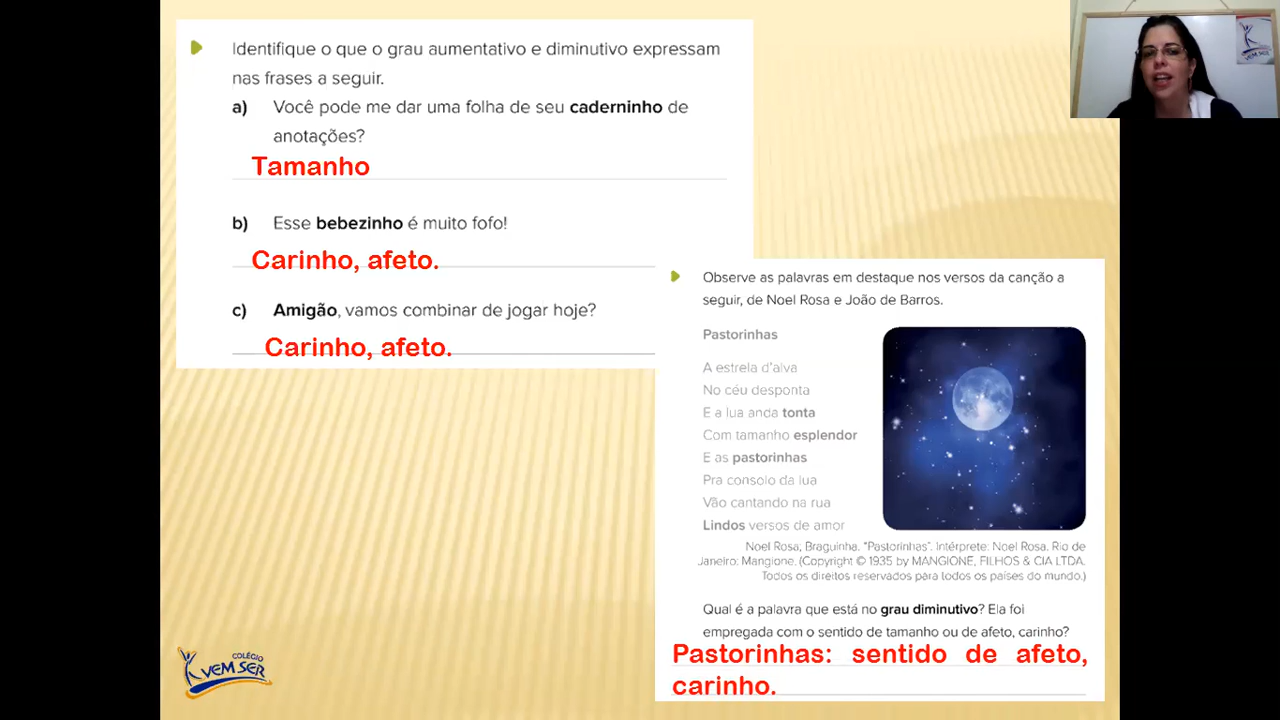 Identifique o que o grau aumentativo e diminutivo expressam
nas frases a seguir.
a) Você pode me dar uma folha de seu caderninho de
anotações?
Tamanho
b) Esse bebezinho é muito fofo!
Carinho, afeto.
c) Amigão, vamos combinar de jogar hoje?
Carinho, afeto.
Observe as palavras em destaque nos versos da canção a
seguir, de Noel Rosa e João de Barros.
Pastorinhas
A estrela d'alva
No céu desponta
E a lua anda tonta
Com tamanho esplendor
E as pastorinhas
Pra consolo da lua
Vão cantando na rua
Lindos versos de amor
Noel Rosa; Braguinha. "Pastorinhas". Intérprete: Noel Rosa. Rio de
Janeiro: Mangione. (Copyright © 1935 by MANGIONE, FILHOS & CIA LTDA.
Todos os direitos reservados para todos os países do mundo.)
Qual é a palavra que está no grau diminutivo? Ela foi
empregada com o sentido de tamanho ou de afeto, carinho?
Pastorinhas: sentido de afeto,
carinho.
COLÉGIO
VEM SER
VEM SER